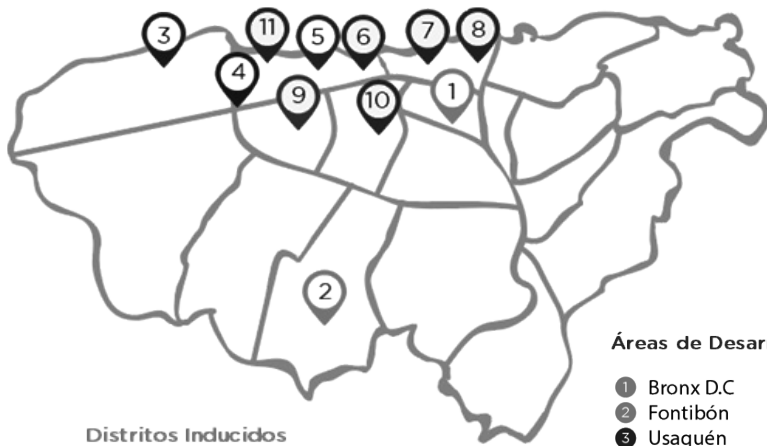 3
11
5
6
7
8
4
9
10
1
2
Áreas de Desar
1 Bronx D.C
2 Fontibón
3 Usaquén
Distritos Inducidos